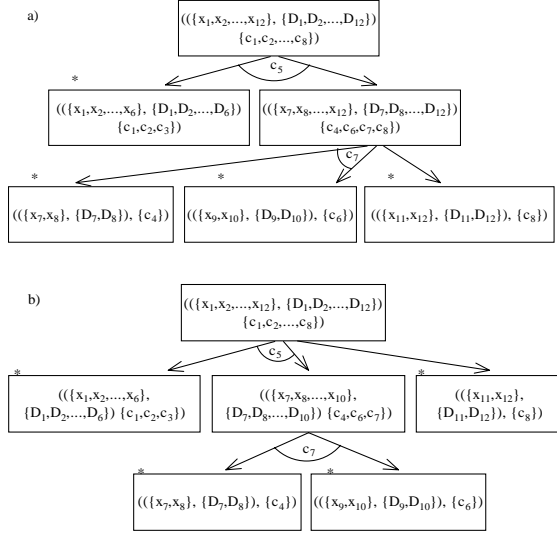 a)
(({x₁,x₂,...,x₁₂}, {D₁,D₂,...,D₁₂})
{c₁,c₂,...,c₈})
c₅
*
(({x₁,x₂,...,x₆}, {D₁,D₂,...,D₆})
{c₁,c₂,c₃})
(({x₇,x₈,...,x₁₂}, {D₇,D₈,...,D₁₂})
{c₄,c₆,c₇,c₈})
c₇
* * *
(({x₇,x₈}, {D₇,D₈}), {c₄})
(({x₉,x₁₀}, {D₉,D₁₀}), {c₆})
(({x₁₁,x₁₂}, {D₁₁,D₁₂}), {c₈})
b)
(({x₁,x₂,...,x₁₂}, {D₁,D₂,...,D₁₂})
{c₁,c₂,...,c₈})
c₅
* *
(({x₁,x₂,...,x₆},
{D₁,D₂,...,D₆}) {c₁,c₂,c₃})
(({x₇,x₈,...,x₁₀},
{D₇,D₈,...,D₁₀}) {c₄,c₆,c₇})
(({x₁₁,x₁₂},
{D₁₁,D₁₂}), {c₈})
c₇
* *
(({x₇,x₈}, {D₇,D₈}), {c₄})
(({x₉,x₁₀}, {D₉,D₁₀}), {c₆})